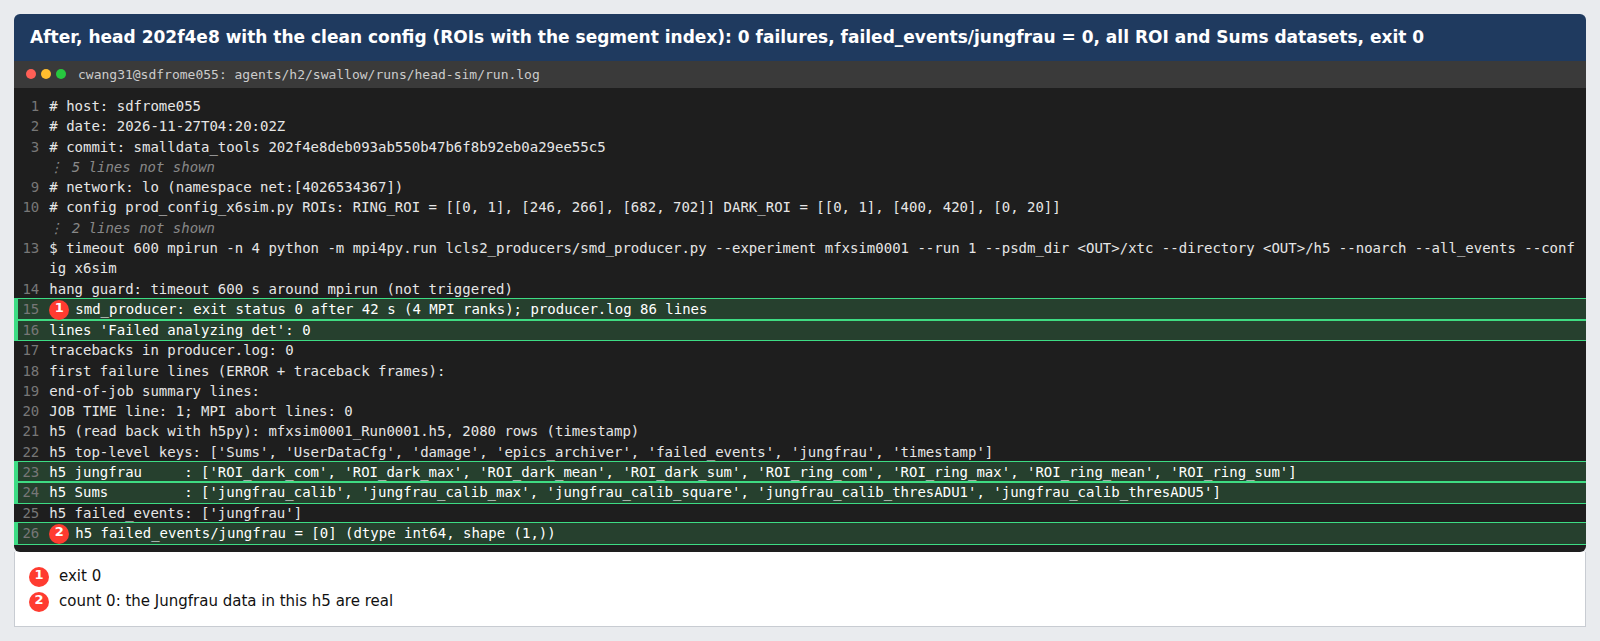 After, head 202f4e8 with the clean config (ROIs with the segment index): 0 failures, failed_events/jungfrau = 0, all ROI and Sums datasets, exit 0
cwang31@sdfrome055: agents/h2/swallow/runs/head-sim/run.log
1 # host: sdfrome055
2 # date: 2026-11-27T04:20:02Z
3 # commit: smalldata_tools 202f4e8deb093ab550b47b6f8b92eb0a29ee55c5
⋮ 5 lines not shown
9 # network: lo (namespace net:[4026534367])
10 # config prod_config_x6sim.py ROIs: RING_ROI = [[0, 1], [246, 266], [682, 702]] DARK_ROI = [[0, 1], [400, 420], [0, 20]]
⋮ 2 lines not shown
13 $ timeout 600 mpirun -n 4 python -m mpi4py.run lcls2_producers/smd_producer.py --experiment mfxsim0001 --run 1 --psdm_dir <OUT>/xtc --directory <OUT>/h5 --noarch --all_events --conf
ig x6sim
14 hang guard: timeout 600 s around mpirun (not triggered)
15 1 smd_producer: exit status 0 after 42 s (4 MPI ranks); producer.log 86 lines
16 lines 'Failed analyzing det': 0
17 tracebacks in producer.log: 0
18 first failure lines (ERROR + traceback frames):
19 end-of-job summary lines:
20 JOB TIME line: 1; MPI abort lines: 0
21 h5 (read back with h5py): mfxsim0001_Run0001.h5, 2080 rows (timestamp)
22 h5 top-level keys: ['Sums', 'UserDataCfg', 'damage', 'epics_archiver', 'failed_events', 'jungfrau', 'timestamp']
23 h5 jungfrau     : ['ROI_dark_com', 'ROI_dark_max', 'ROI_dark_mean', 'ROI_dark_sum', 'ROI_ring_com', 'ROI_ring_max', 'ROI_ring_mean', 'ROI_ring_sum']
24 h5 Sums         : ['jungfrau_calib', 'jungfrau_calib_max', 'jungfrau_calib_square', 'jungfrau_calib_thresADU1', 'jungfrau_calib_thresADU5']
25 h5 failed_events: ['jungfrau']
26 2 h5 failed_events/jungfrau = [0] (dtype int64, shape (1,))
1 exit 0
2 count 0: the Jungfrau data in this h5 are real